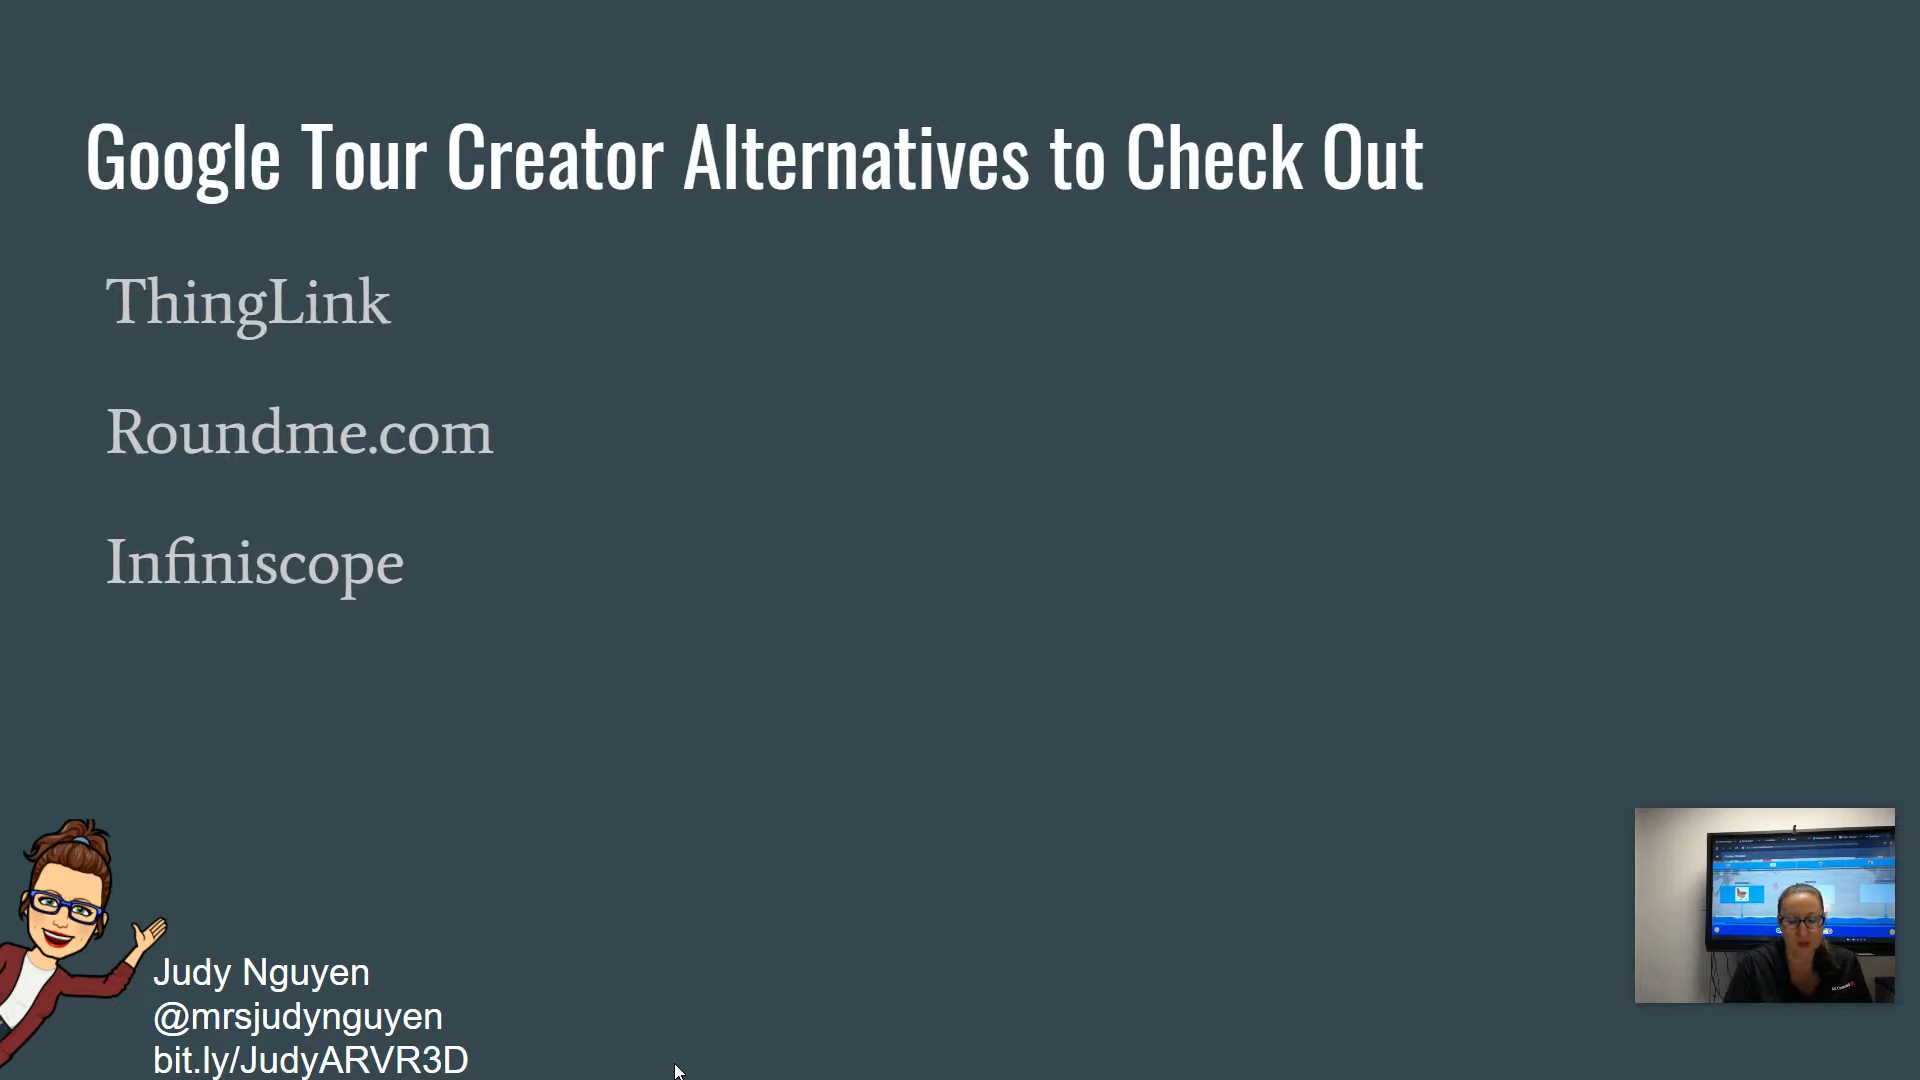 Google Tour Creator Alternatives to Check Out
ThingLink
Roundme.com
Infiniscope
Judy Nguyen
@mrsjudynguyen
bit.ly/JudyARVR3D